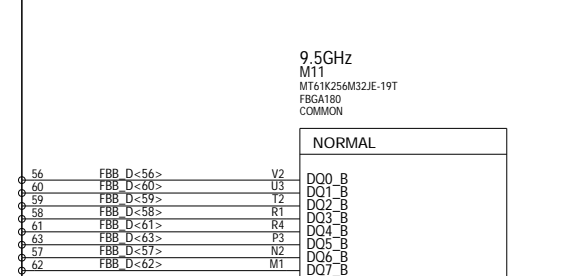 9.5GHz
M11
MT61K256M32JE-19T
FBGA180
COMMON
NORMAL
56 FBB_D<56> V2 DQ0_B
60 FBB_D<60> U3 DQ1_B
59 FBB_D<59> T2 DQ2_B
58 FBB_D<58> R1 DQ3_B
61 FBB_D<61> R4 DQ4_B
63 FBB_D<63> P3 DQ5_B
57 FBB_D<57> N2 DQ6_B
62 FBB_D<62> M1 DQ7_B